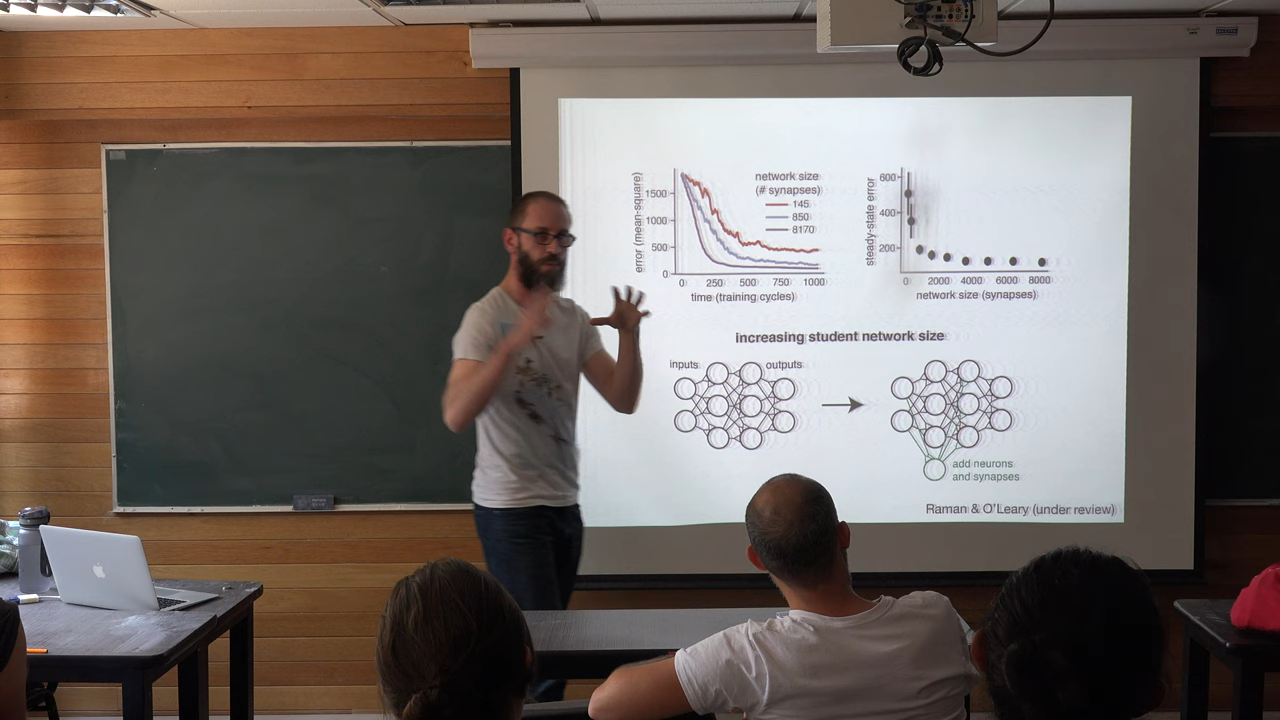 network size
(# synapses)
145
850
8170
1500
1000
500
0
error (mean-square)
0 250 500 750 1000
time (training cycles)
600
400
200
steady-state error
0 2000 4000 6000 8000
network size (synapses)
increasing student network size
inputs outputs
add neurons
and synapses
Raman & O'Leary (under review)